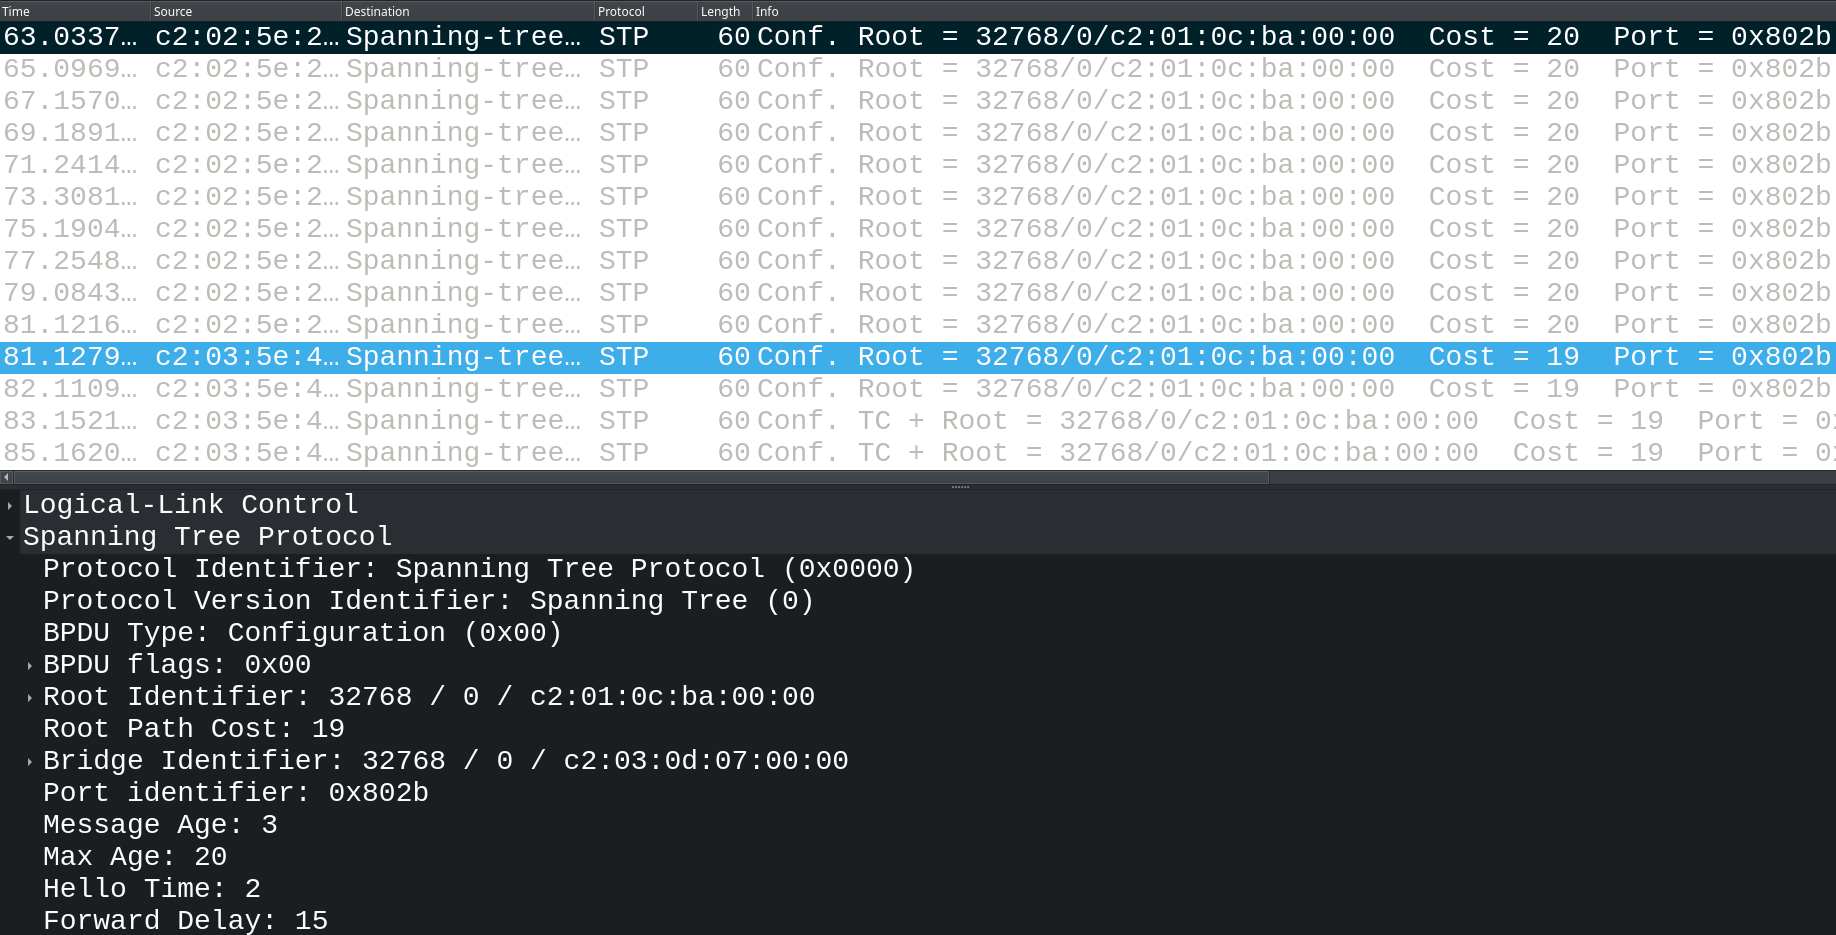 Time Source Destination Protocol Length Info
63.0337… c2:02:5e:2… Spanning-tree… STP 60 Conf. Root = 32768/0/c2:01:0c:ba:00:00 Cost = 20 Port = 0x802b
65.0969… c2:02:5e:2… Spanning-tree… STP 60 Conf. Root = 32768/0/c2:01:0c:ba:00:00 Cost = 20 Port = 0x802b
67.1570… c2:02:5e:2… Spanning-tree… STP 60 Conf. Root = 32768/0/c2:01:0c:ba:00:00 Cost = 20 Port = 0x802b
69.1891… c2:02:5e:2… Spanning-tree… STP 60 Conf. Root = 32768/0/c2:01:0c:ba:00:00 Cost = 20 Port = 0x802b
71.2414… c2:02:5e:2… Spanning-tree… STP 60 Conf. Root = 32768/0/c2:01:0c:ba:00:00 Cost = 20 Port = 0x802b
73.3081… c2:02:5e:2… Spanning-tree… STP 60 Conf. Root = 32768/0/c2:01:0c:ba:00:00 Cost = 20 Port = 0x802b
75.1904… c2:02:5e:2… Spanning-tree… STP 60 Conf. Root = 32768/0/c2:01:0c:ba:00:00 Cost = 20 Port = 0x802b
77.2548… c2:02:5e:2… Spanning-tree… STP 60 Conf. Root = 32768/0/c2:01:0c:ba:00:00 Cost = 20 Port = 0x802b
79.0843… c2:02:5e:2… Spanning-tree… STP 60 Conf. Root = 32768/0/c2:01:0c:ba:00:00 Cost = 20 Port = 0x802b
81.1216… c2:02:5e:2… Spanning-tree… STP 60 Conf. Root = 32768/0/c2:01:0c:ba:00:00 Cost = 20 Port = 0x802b
81.1279… c2:03:5e:4… Spanning-tree… STP 60 Conf. Root = 32768/0/c2:01:0c:ba:00:00 Cost = 19 Port = 0x802b
82.1109… c2:03:5e:4… Spanning-tree… STP 60 Conf. Root = 32768/0/c2:01:0c:ba:00:00 Cost = 19 Port = 0x802b
83.1521… c2:03:5e:4… Spanning-tree… STP 60 Conf. TC + Root = 32768/0/c2:01:0c:ba:00:00 Cost = 19 Port =
85.1620… c2:03:5e:4… Spanning-tree… STP 60 Conf. TC + Root = 32768/0/c2:01:0c:ba:00:00 Cost = 19 Port =
Logical-Link Control
Spanning Tree Protocol
Protocol Identifier: Spanning Tree Protocol (0x0000)
Protocol Version Identifier: Spanning Tree (0)
BPDU Type: Configuration (0x00)
BPDU flags: 0x00
Root Identifier: 32768 / 0 / c2:01:0c:ba:00:00
Root Path Cost: 19
Bridge Identifier: 32768 / 0 / c2:03:0d:07:00:00
Port identifier: 0x802b
Message Age: 3
Max Age: 20
Hello Time: 2
Forward Delay: 15